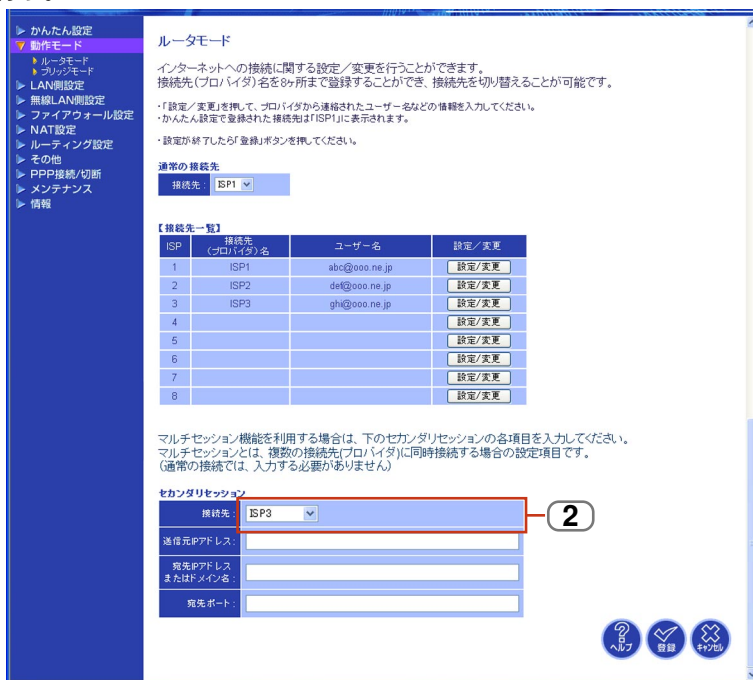 かんたん設定
動作モード
ルータモード
ブリッジモード
LAN側設定
無線LAN側設定
ファイアウォール設定
NAT設定
ルーティング設定
その他
PPP接続/切断
メンテナンス
情報
ルータモード
インターネットへの接続に関する設定／変更を行うことができます。
接続先(プロバイダ)名を8ヶ所まで登録することができ、接続先を切り替えることが可能です。
・「設定／変更」を押して、プロバイダから連絡されたユーザー名などの情報を入力してください。
・かんたん設定で登録された接続先は「ISP1」に表示されます。
・設定が終了したら「登録」ボタンを押してください。
通常の接続先
接続先： ISP1
【接続先一覧】
ISP 接続先(プロバイダ)名 ユーザー名 設定／変更
1 ISP1 abc@ooo.ne.jp 設定/変更
2 ISP2 def@ooo.ne.jp 設定/変更
3 ISP3 ghi@ooo.ne.jp 設定/変更
4 設定/変更
5 設定/変更
6 設定/変更
7 設定/変更
8 設定/変更
マルチセッション機能を利用する場合は、下のセカンダリセッションの各項目を入力してください。
マルチセッションとは、複数の接続先(プロバイダ)に同時接続する場合の設定項目です。
(通常の接続では、入力する必要がありません)
セカンダリセッション
接続先： ISP3
2
送信元IPアドレス：
宛先IPアドレス
またはドメイン名：
宛先ポート：
ヘルプ 登録 キャンセル